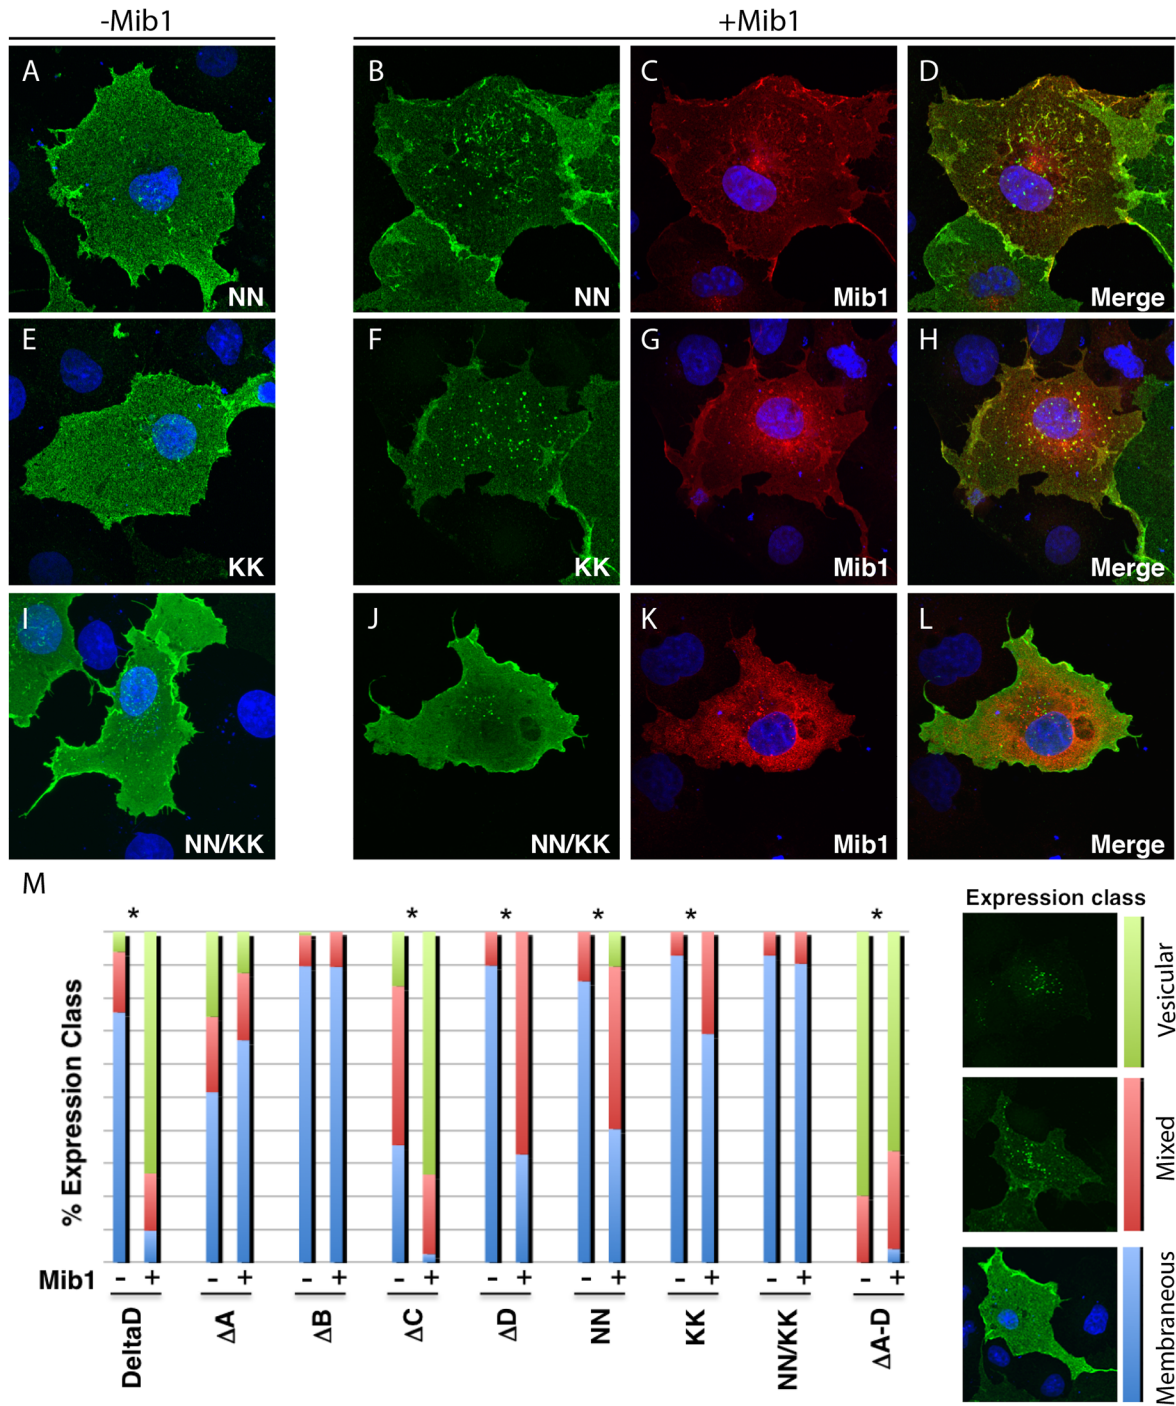 -Mib1
+Mib1
A
NN
B
NN
C
Mib1
D
Merge
E
KK
F
KK
G
Mib1
H
Merge
I
NN/KK
J
NN/KK
K
Mib1
L
Merge
M
Expression class
* * * * * *
% Expression Class
Vesicular
Mixed
Membraneous
Mib1 - + - + - + - + - + - + - + - + - +
DeltaD
ΔA
ΔB
ΔC
ΔD
NN
KK
NN/KK
ΔA-D